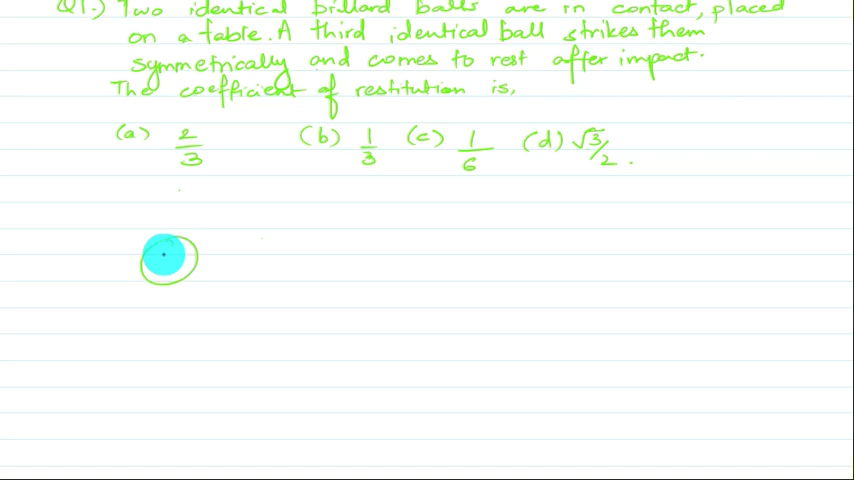 Q1.) Two identical billard balls are in contact, placed
on a table. A third identical ball strikes them
symmetrically and comes to rest after impact.
The coefficient of restitution is,
(a) 2/3 (b) 1/3 (c) 1/6 (d) √3/2.